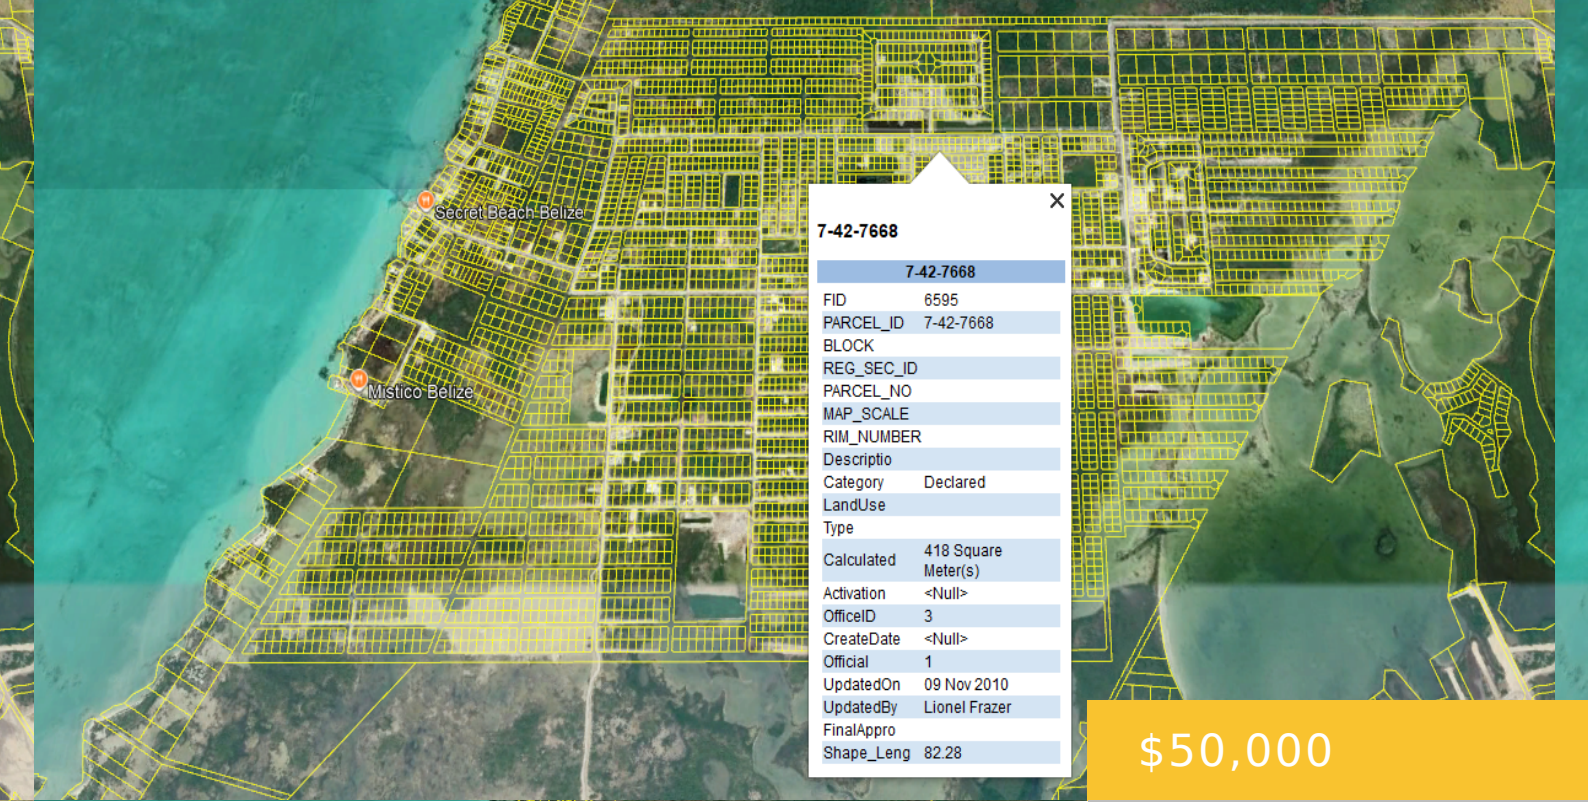 Secret Beach Belize
Mistico Belize
7-42-7668
7-42-7668
FID 6595
PARCEL_ID 7-42-7668
BLOCK
REG_SEC_ID
PARCEL_NO
MAP_SCALE
RIM_NUMBER
Descriptio
Category Declared
LandUse
Type
Calculated 418 Square
Meter(s)
Activation <Null>
OfficeID 3
CreateDate <Null>
Official 1
UpdatedOn 09 Nov 2010
UpdatedBy Lionel Frazer
FinalAppro
Shape_Leng 82.28
$50,000